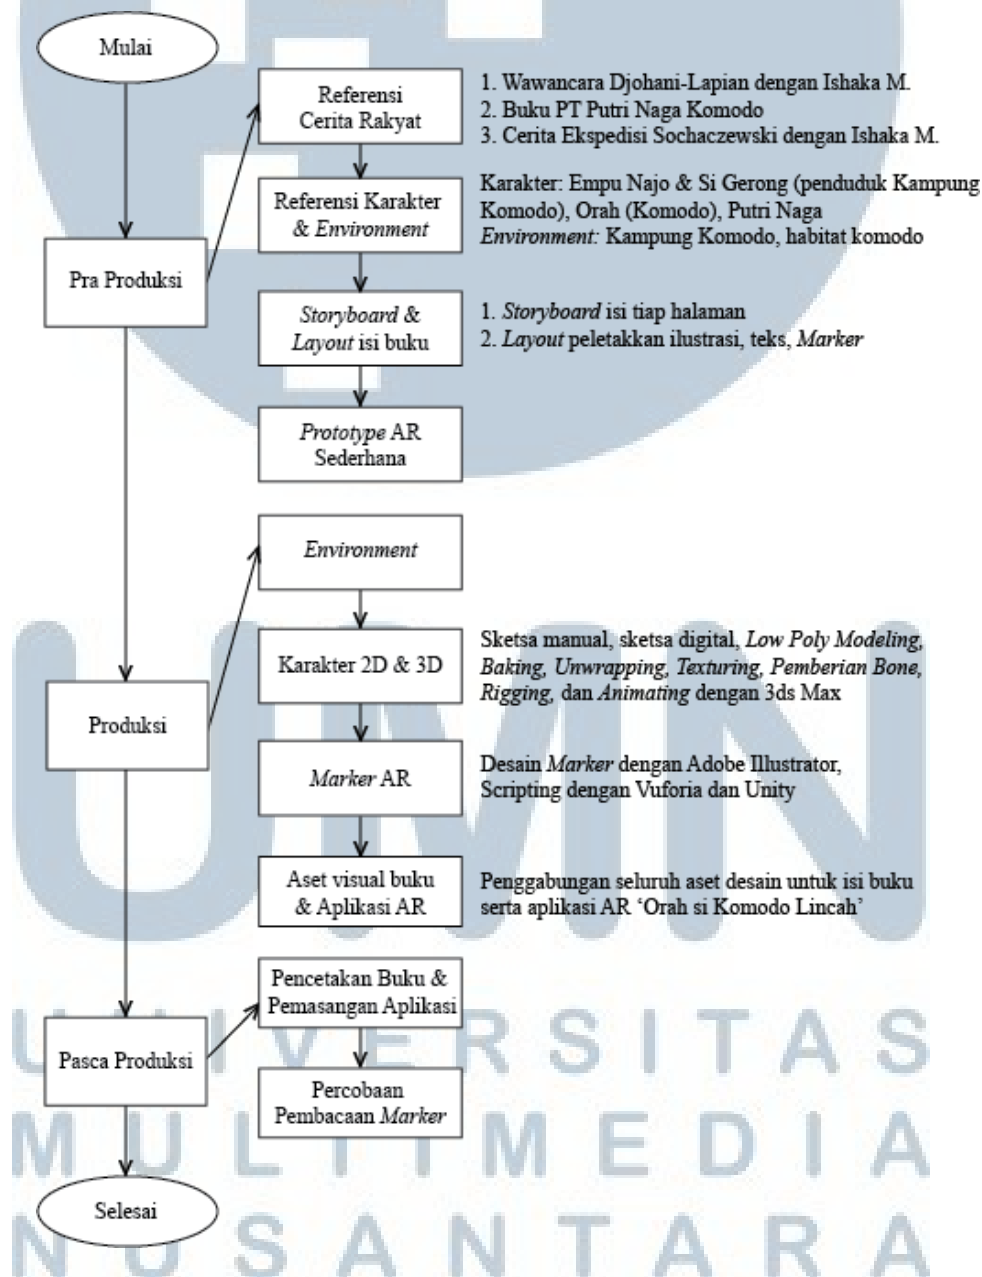 Mulai
Referensi
Cerita Rakyat
1. Wawancara Djohani-Lapian dengan Ishaka M.
2. Buku PT Putri Naga Komodo
3. Cerita Ekspedisi Sochaczewski dengan Ishaka M.
Referensi Karakter
& Environment
Karakter: Empu Najo & Si Gerong (penduduk Kampung
Komodo), Orah (Komodo), Putri Naga
Environment: Kampung Komodo, habitat komodo
Pra Produksi
Storyboard &
Layout isi buku
1. Storyboard isi tiap halaman
2. Layout peletakkan ilustrasi, teks, Marker
Prototype AR
Sederhana
Environment
Karakter 2D & 3D
Sketsa manual, sketsa digital, Low Poly Modeling,
Baking, Unwrapping, Texturing, Pemberian Bone,
Rigging, dan Animating dengan 3ds Max
Produksi
Marker AR
Desain Marker dengan Adobe Illustrator,
Scripting dengan Vuforia dan Unity
Aset visual buku
& Aplikasi AR
Penggabungan seluruh aset desain untuk isi buku
serta aplikasi AR ‘Orah si Komodo Lincah’
Pencetakan Buku &
Pemasangan Aplikasi
Pasca Produksi
Percobaan
Pembacaan Marker
Selesai
UMN
UNIVERSITAS
MULTIMEDIA
NUSANTARA